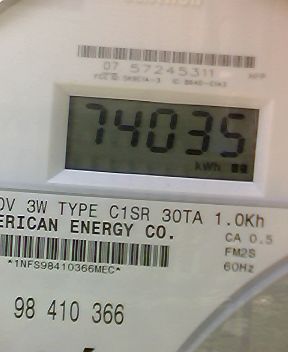 07 57245311
74035
kWh
0V 3W TYPE C1SR 30TA 1.0Kh
ERICAN ENERGY CO.
CA 0.5
FM2S
60Hz
*1NFS98410366MEC*
98 410 366